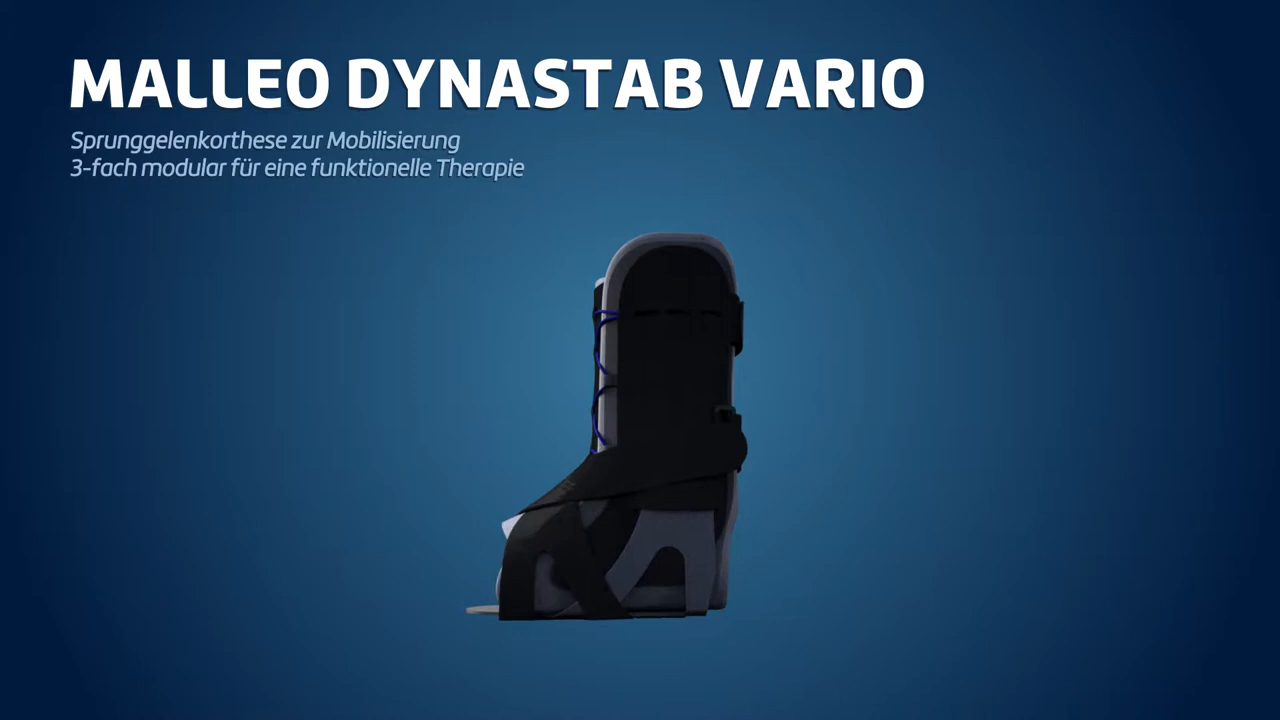 MALLEO DYNASTAB VARIO
Sprunggelenkorthese zur Mobilisierung
3-fach modular für eine funktionelle Therapie